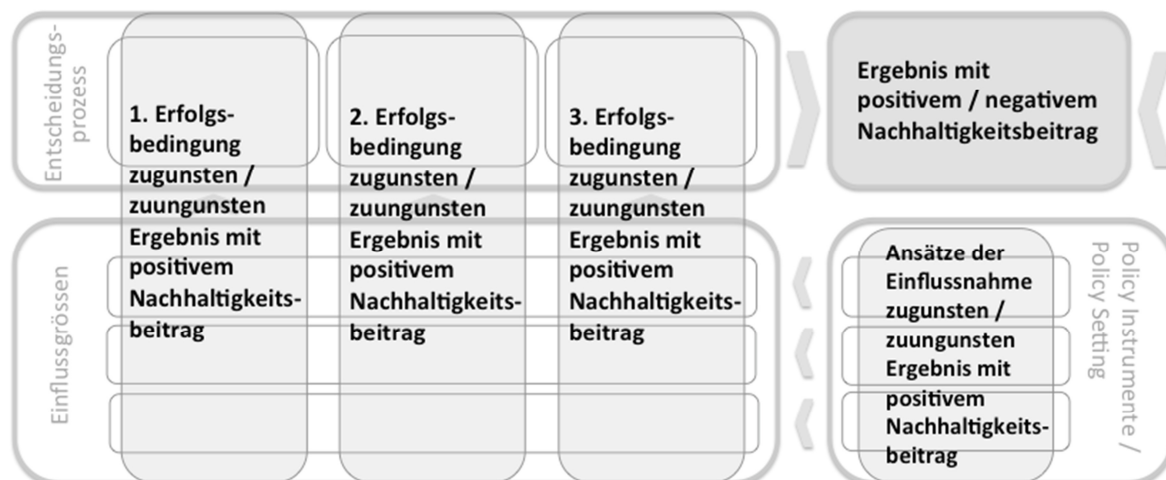 Entscheidungs-
prozess
1. Erfolgs-
bedingung
zugunsten /
zuungunsten
Ergebnis mit
positivem
Nachhaltigkeits-
beitrag
2. Erfolgs-
bedingung
zugunsten /
zuungunsten
Ergebnis mit
positivem
Nachhaltigkeits-
beitrag
3. Erfolgs-
bedingung
zugunsten /
zuungunsten
Ergebnis mit
positivem
Nachhaltigkeits-
beitrag
Ergebnis mit
positivem / negativem
Nachhaltigkeitsbeitrag
Einflussgrössen
Ansätze der
Einflussnahme
zugunsten /
zuungunsten
Ergebnis mit
positivem
Nachhaltigkeits-
beitrag
Policy Instrumente /
Policy Setting